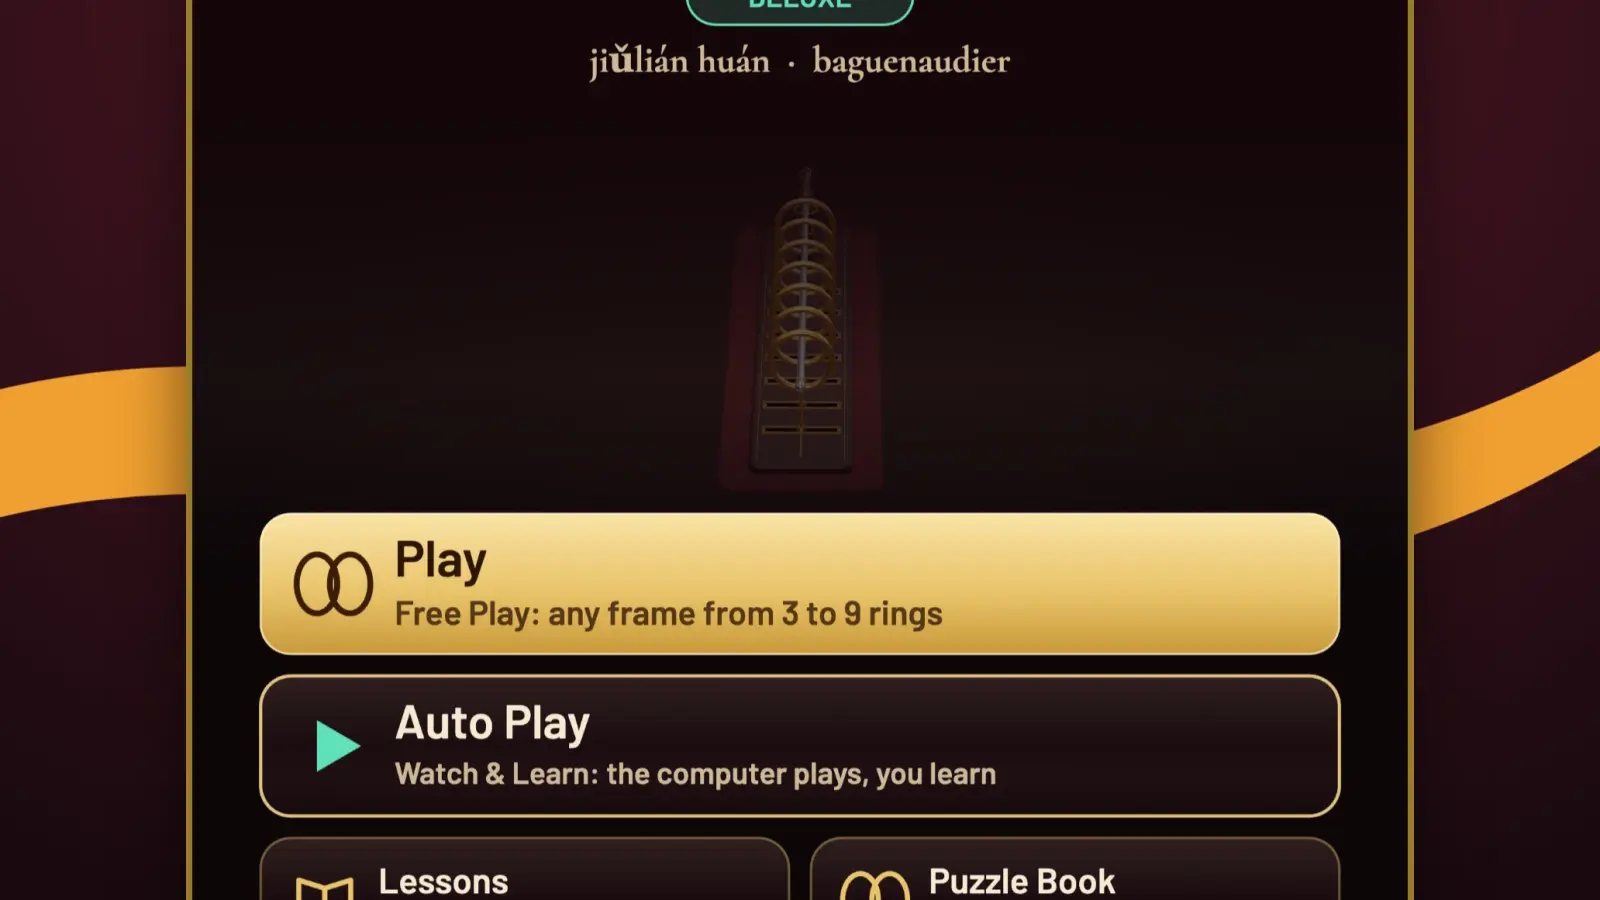 DELUXE
jiǔlián huán · baguenaudier
Play
Free Play: any frame from 3 to 9 rings
Auto Play
Watch & Learn: the computer plays, you learn
Lessons
Puzzle Book